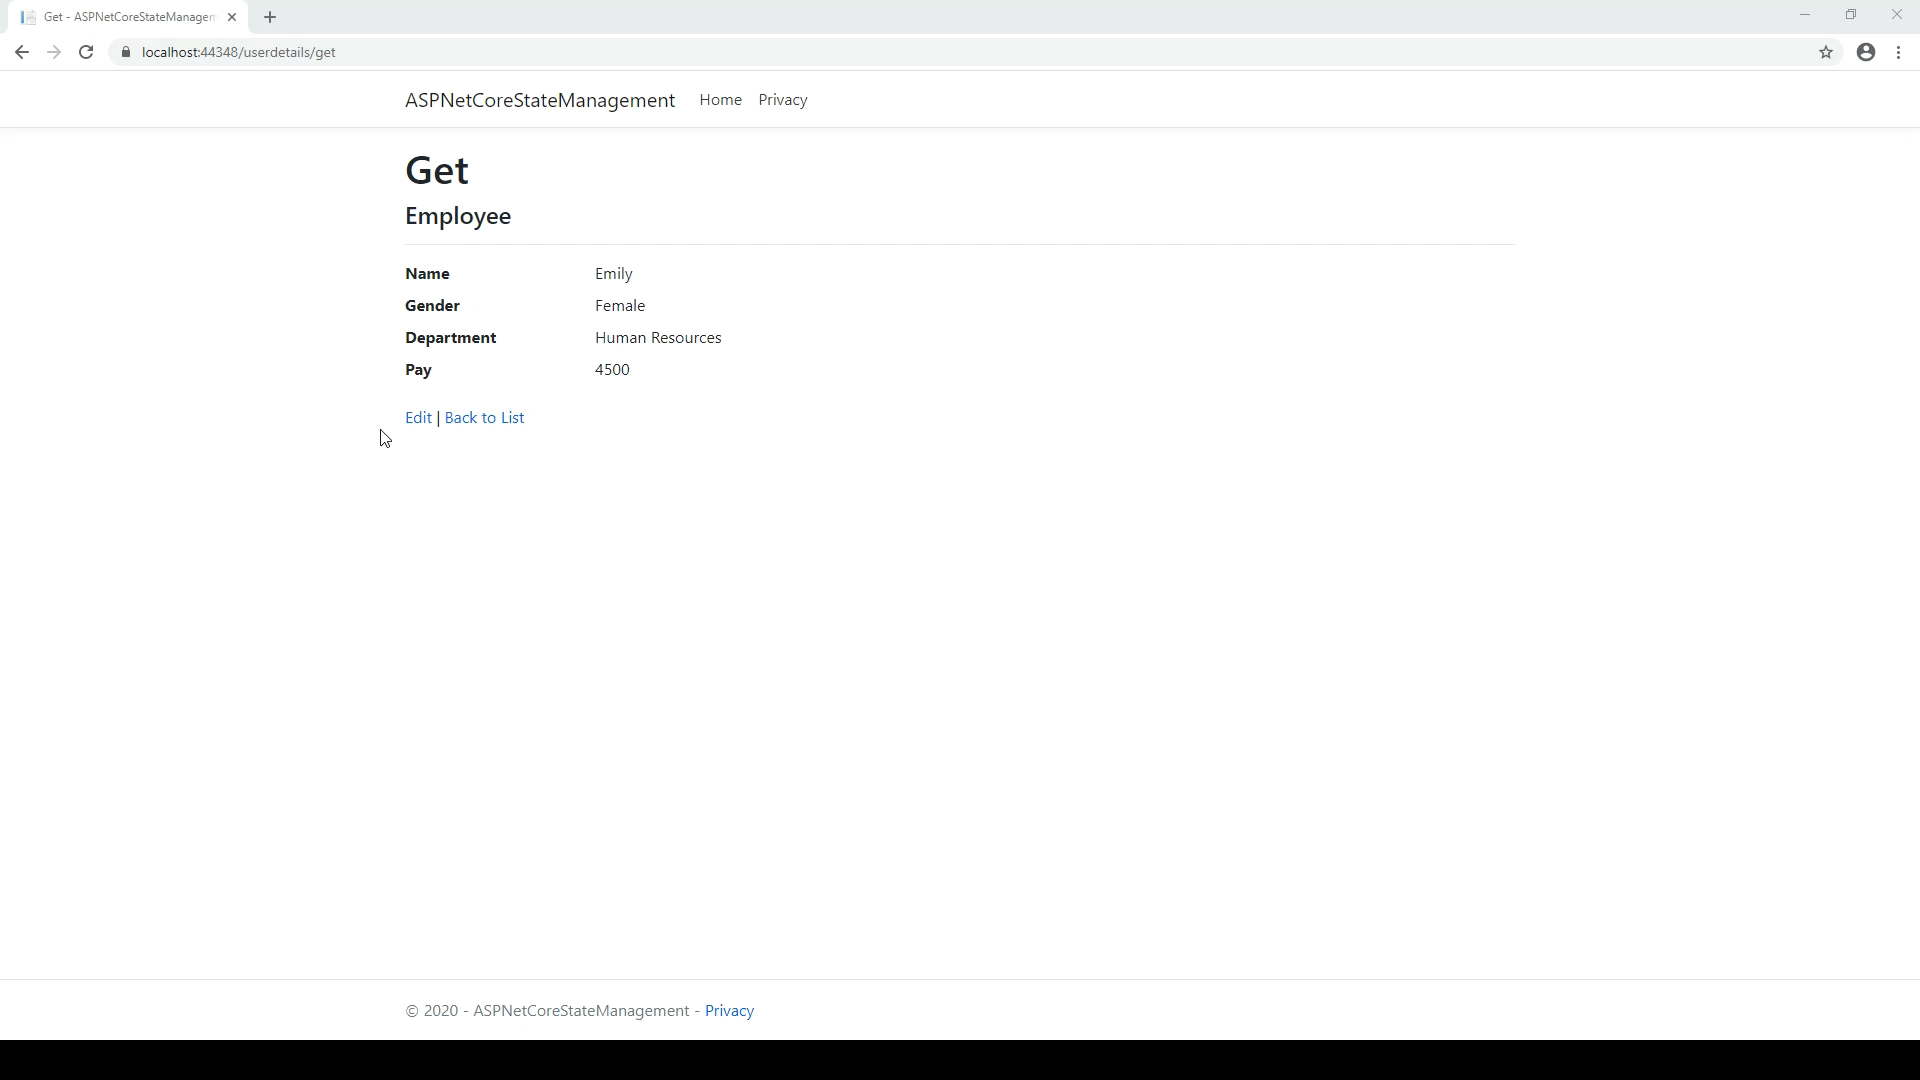 Get - ASPNetCoreStateManagem
localhost:44348/userdetails/get
ASPNetCoreStateManagement Home Privacy
Get
Employee
Name Emily
Gender Female
Department Human Resources
Pay 4500
Edit | Back to List
© 2020 - ASPNetCoreStateManagement - Privacy